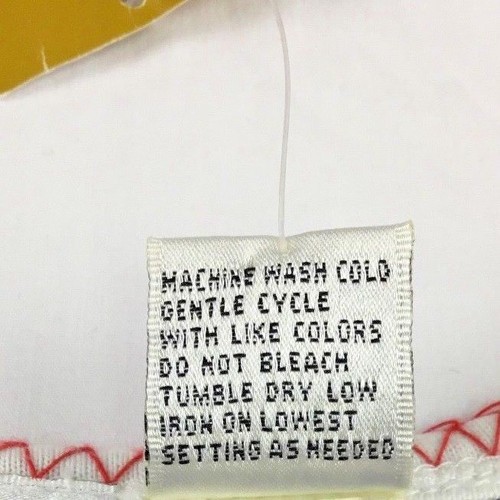 MACHINE WASH COLD
GENTLE CYCLE
WITH LIKE COLORS
DO NOT BLEACH
TUMBLE DRY LOW
IRON ON LOWEST
SETTING AS NEEDED